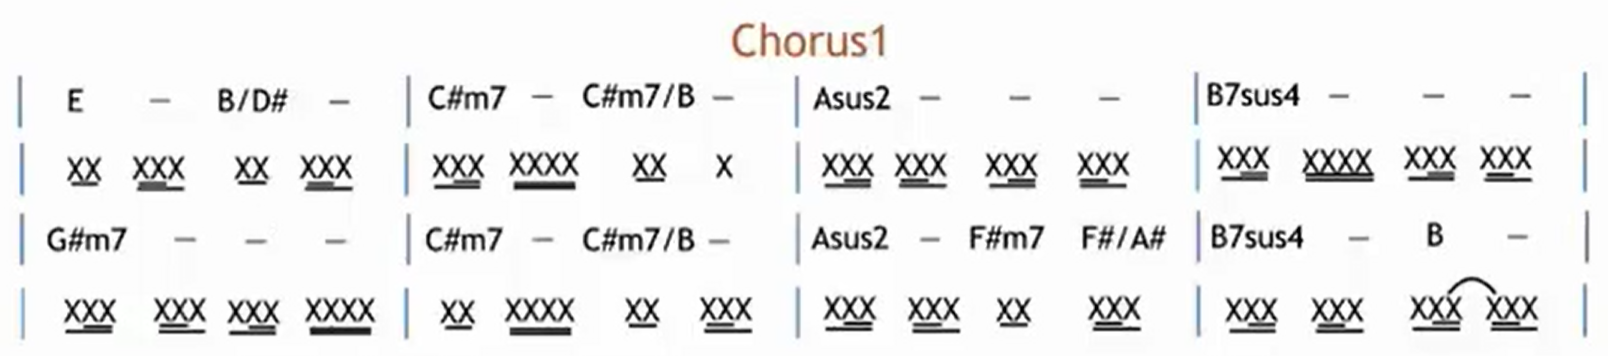 Chorus1
| E – B/D# – | C#m7 – C#m7/B – | Asus2 – – – | B7sus4 – – – |
| XX XXX XX XXX | XXX XXXX XX X | XXX XXX XXX XXX | XXX XXXX XXX XXX |
| G#m7 – – – | C#m7 – C#m7/B – | Asus2 – F#m7 F#/A# | B7sus4 – B – |
| XXX XXX XXX XXXX | XX XXXX XX XXX | XXX XXX XX XXX | XXX XXX XXX XXX |